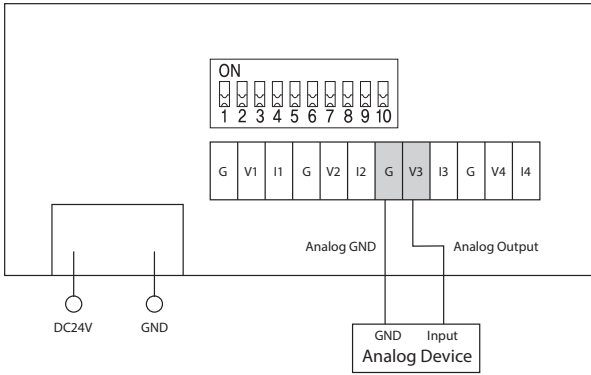 ON
1 2 3 4 5 6 7 8 9 10
G V1 I1 G V2 I2 G V3 I3 G V4 I4
Analog GND Analog Output
DC24V GND
GND Input
Analog Device